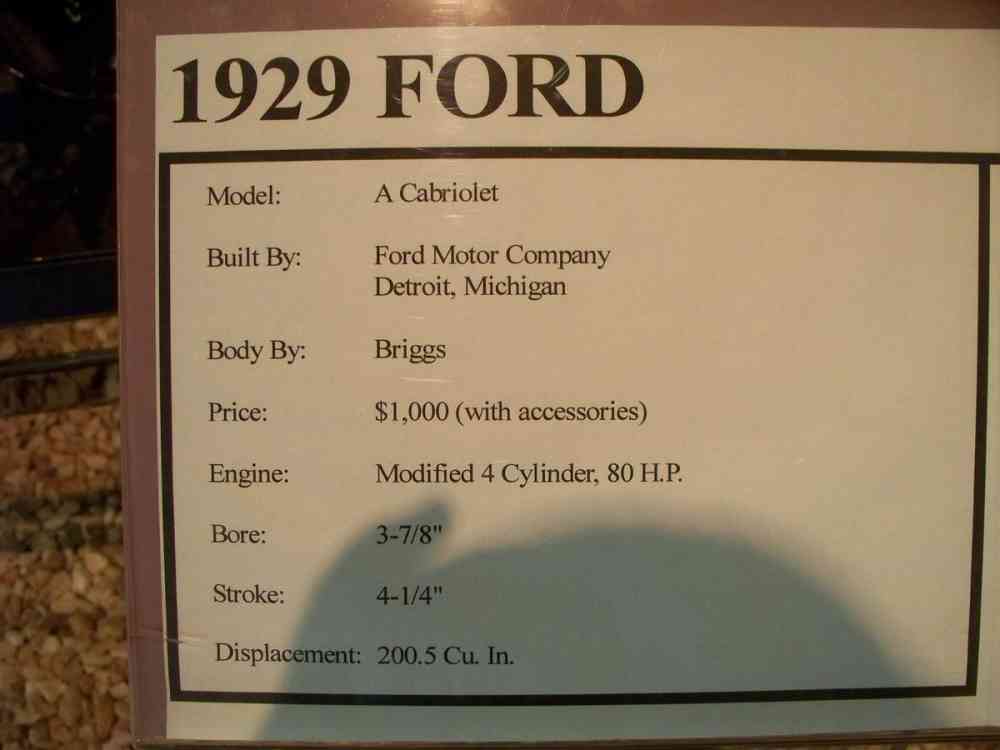 1929 FORD
Model: A Cabriolet
Built By: Ford Motor Company
Detroit, Michigan
Body By: Briggs
Price: $1,000 (with accessories)
Engine: Modified 4 Cylinder, 80 H.P.
Bore: 3-7/8"
Stroke: 4-1/4"
Displacement: 200.5 Cu. In.